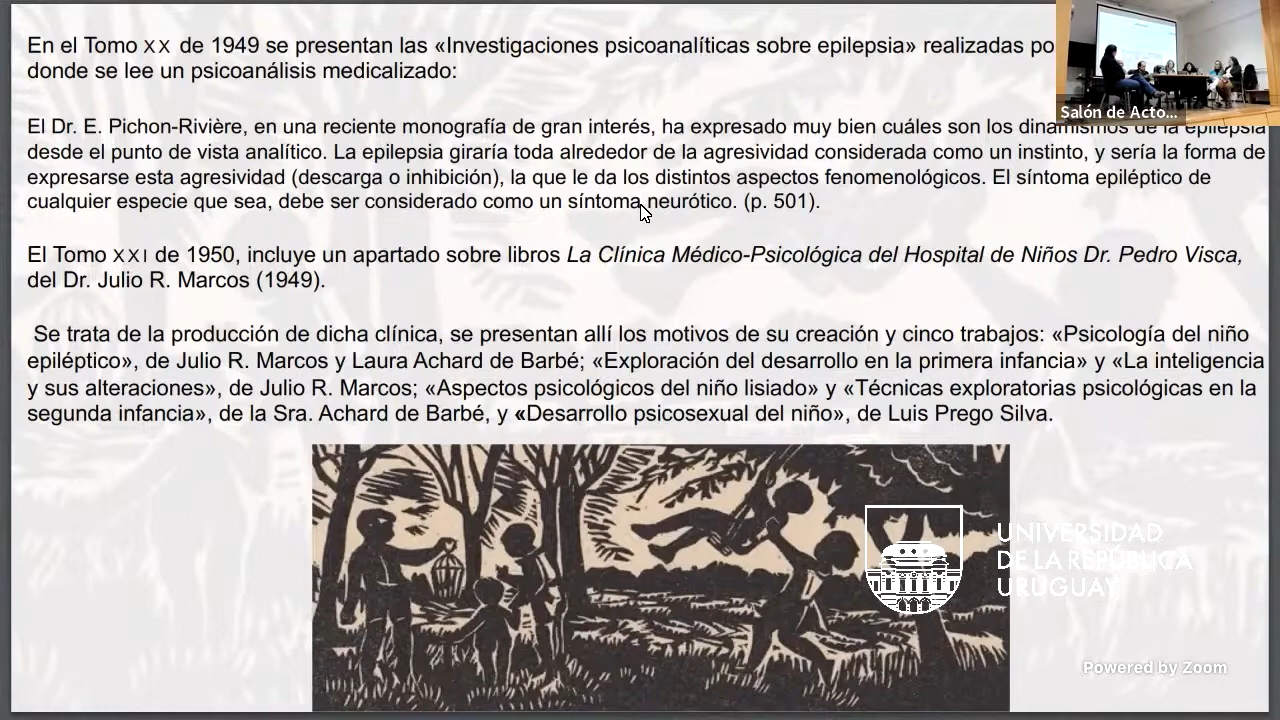 En el Tomo XX de 1949 se presentan las «Investigaciones psicoanalíticas sobre epilepsia» realizadas po
donde se lee un psicoanálisis medicalizado:
Salón de Acto...
El Dr. E. Pichon-Rivière, en una reciente monografía de gran interés, ha expresado muy bien cuáles son los dinamismos de la epilepsia
desde el punto de vista analítico. La epilepsia giraría toda alrededor de la agresividad considerada como un instinto, y sería la forma de
expresarse esta agresividad (descarga o inhibición), la que le da los distintos aspectos fenomenológicos. El síntoma epiléptico de
cualquier especie que sea, debe ser considerado como un síntoma neurótico. (p. 501).
El Tomo XXI de 1950, incluye un apartado sobre libros La Clínica Médico-Psicológica del Hospital de Niños Dr. Pedro Visca,
del Dr. Julio R. Marcos (1949).
Se trata de la producción de dicha clínica, se presentan allí los motivos de su creación y cinco trabajos: «Psicología del niño
epiléptico», de Julio R. Marcos y Laura Achard de Barbé; «Exploración del desarrollo en la primera infancia» y «La inteligencia
y sus alteraciones», de Julio R. Marcos; «Aspectos psicológicos del niño lisiado» y «Técnicas exploratorias psicológicas en la
segunda infancia», de la Sra. Achard de Barbé, y «Desarrollo psicosexual del niño», de Luis Prego Silva.
UNIVERSIDAD
DE LA REPÚBLICA
URUGUAY
Powered by Zoom